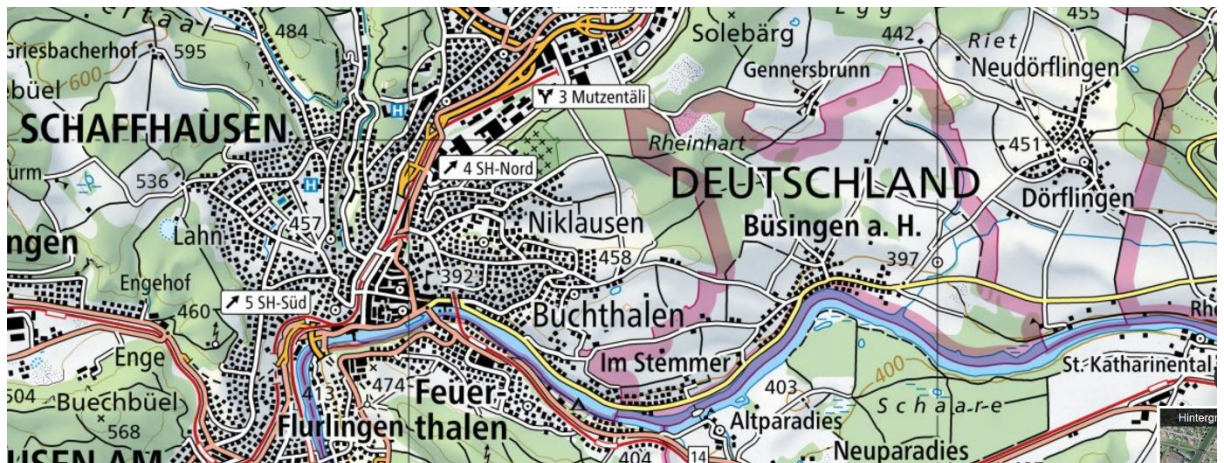 484
455
Griesbacherhof
595
Solebärg
442
Riet
Neudörflingen
600
Gennersbrunn
3 Mutzentäli
SCHAFFHAUSEN
Rheinhart
451
4 SH-Nord
536
DEUTSCHLAND
Dörflingen
457
Niklausen
Büsingen a. H.
Lahn
458
397
392
Engehof
5 SH-Süd
460
Buchthalen
Enge
Im Stemmer
St. Katharinental
504
474
403
400
Buechbüel
413
Feuer-
Schaare
568
Flurlingen
thalen
Altparadies
404
14
Neuparadies